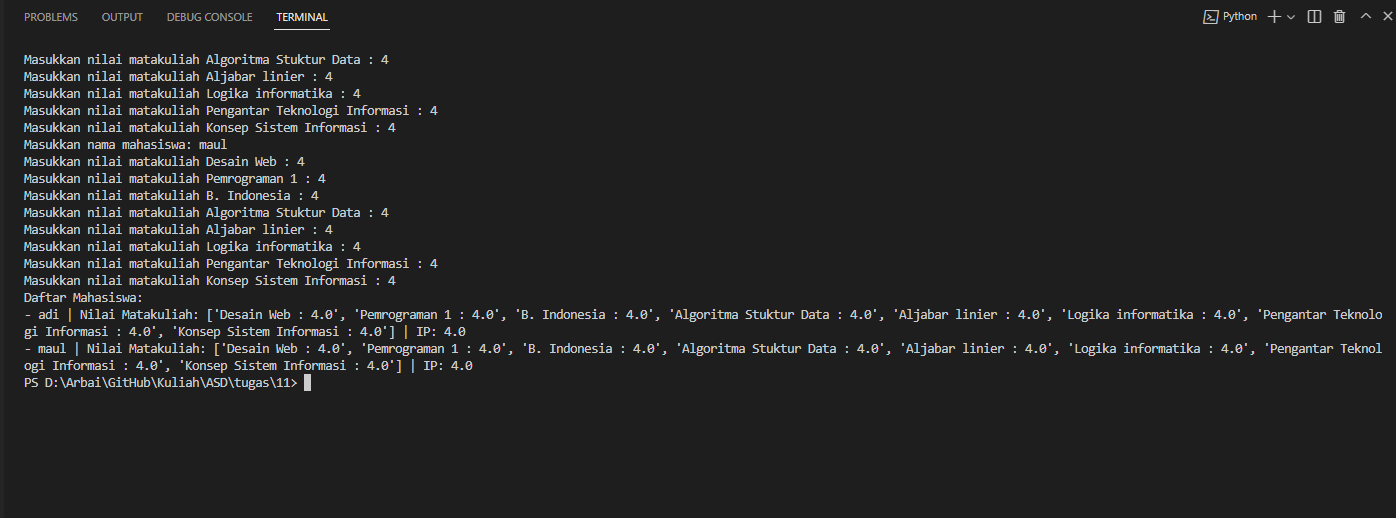 PROBLEMS OUTPUT DEBUG CONSOLE TERMINAL Python
Masukkan nilai matakuliah Algoritma Stuktur Data : 4
Masukkan nilai matakuliah Aljabar linier : 4
Masukkan nilai matakuliah Logika informatika : 4
Masukkan nilai matakuliah Pengantar Teknologi Informasi : 4
Masukkan nilai matakuliah Konsep Sistem Informasi : 4
Masukkan nama mahasiswa: maul
Masukkan nilai matakuliah Desain Web : 4
Masukkan nilai matakuliah Pemrograman 1 : 4
Masukkan nilai matakuliah B. Indonesia : 4
Masukkan nilai matakuliah Algoritma Stuktur Data : 4
Masukkan nilai matakuliah Aljabar linier : 4
Masukkan nilai matakuliah Logika informatika : 4
Masukkan nilai matakuliah Pengantar Teknologi Informasi : 4
Masukkan nilai matakuliah Konsep Sistem Informasi : 4
Daftar Mahasiswa:
- adi | Nilai Matakuliah: ['Desain Web : 4.0', 'Pemrograman 1 : 4.0', 'B. Indonesia : 4.0', 'Algoritma Stuktur Data : 4.0', 'Aljabar linier : 4.0', 'Logika informatika : 4.0', 'Pengantar Teknolo
gi Informasi : 4.0', 'Konsep Sistem Informasi : 4.0'] | IP: 4.0
- maul | Nilai Matakuliah: ['Desain Web : 4.0', 'Pemrograman 1 : 4.0', 'B. Indonesia : 4.0', 'Algoritma Stuktur Data : 4.0', 'Aljabar linier : 4.0', 'Logika informatika : 4.0', 'Pengantar Teknol
ogi Informasi : 4.0', 'Konsep Sistem Informasi : 4.0'] | IP: 4.0
PS D:\Arbai\GitHub\Kuliah\ASD\tugas\11>